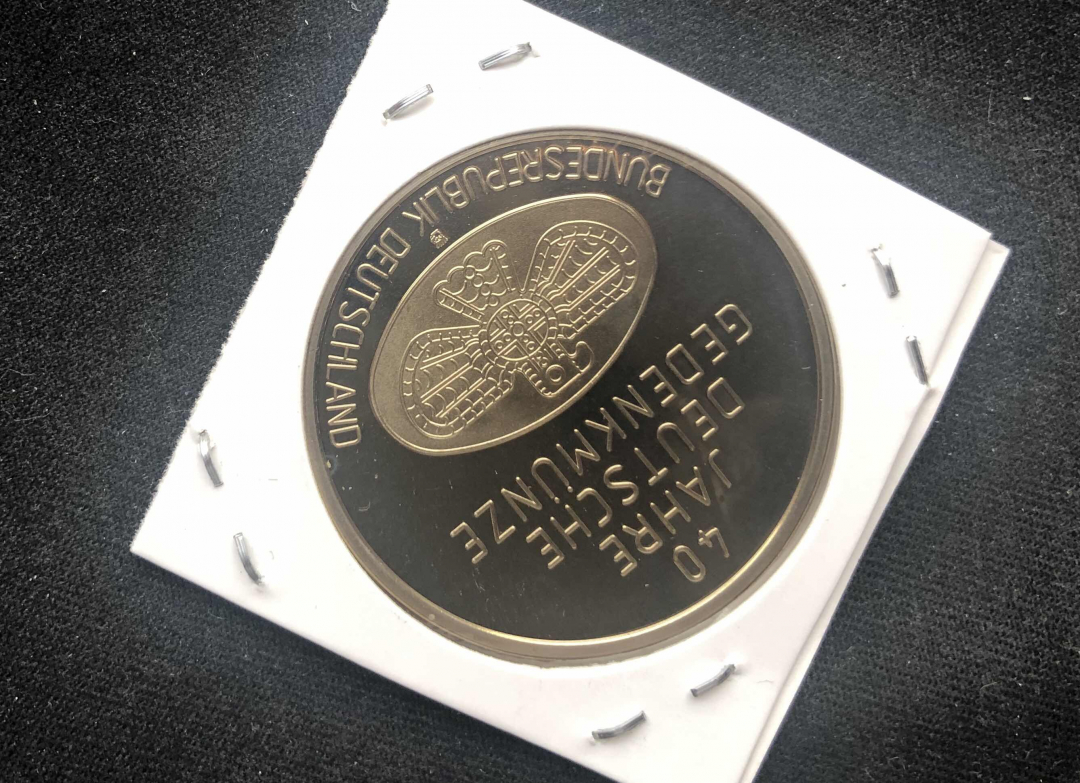 40
JAHRE
DEUTSCHE
GEDENKMÜNZE
BUNDESREPUBLIK DEUTSCHLAND